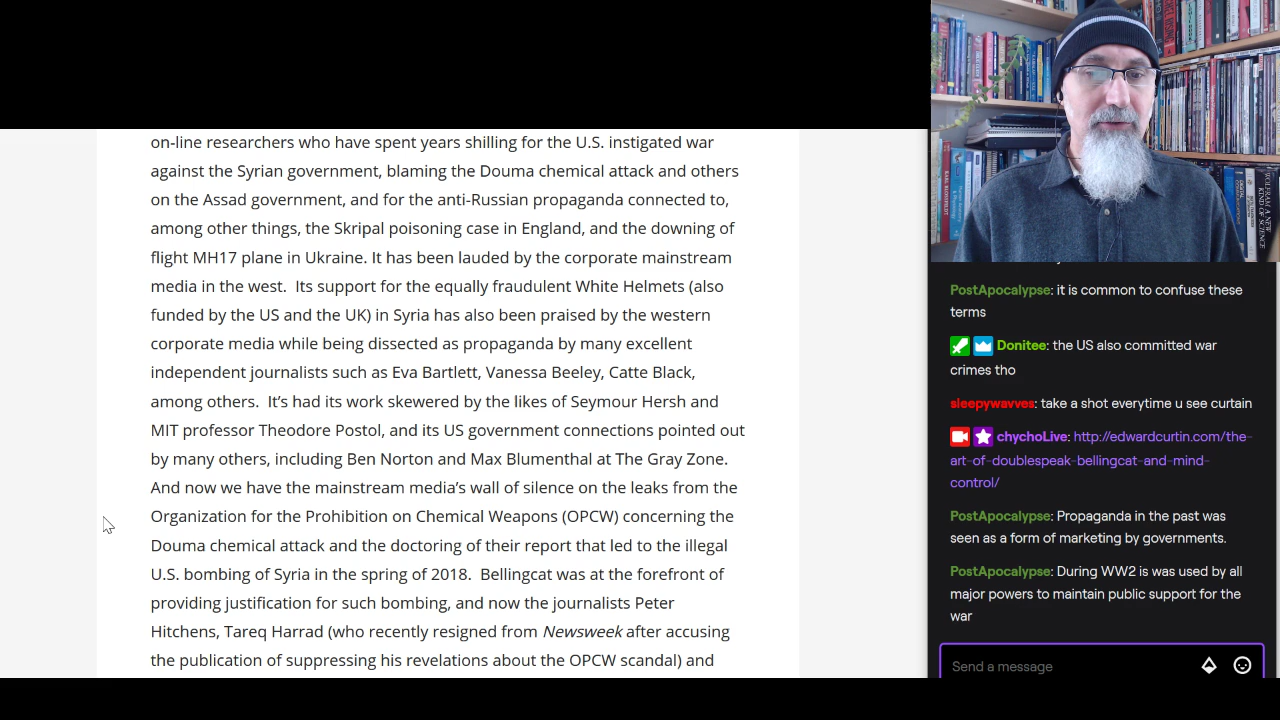 on-line researchers who have spent years shilling for the U.S. instigated war
against the Syrian government, blaming the Douma chemical attack and others
on the Assad government, and for the anti-Russian propaganda connected to,
among other things, the Skripal poisoning case in England, and the downing of
flight MH17 plane in Ukraine. It has been lauded by the corporate mainstream
media in the west.  Its support for the equally fraudulent White Helmets (also
funded by the US and the UK) in Syria has also been praised by the western
corporate media while being dissected as propaganda by many excellent
independent journalists such as Eva Bartlett, Vanessa Beeley, Catte Black,
among others.  It’s had its work skewered by the likes of Seymour Hersh and
MIT professor Theodore Postol, and its US government connections pointed out
by many others, including Ben Norton and Max Blumenthal at The Gray Zone.
And now we have the mainstream media’s wall of silence on the leaks from the
Organization for the Prohibition on Chemical Weapons (OPCW) concerning the
Douma chemical attack and the doctoring of their report that led to the illegal
U.S. bombing of Syria in the spring of 2018.  Bellingcat was at the forefront of
providing justification for such bombing, and now the journalists Peter
Hitchens, Tareq Harrad (who recently resigned from Newsweek after accusing
the publication of suppressing his revelations about the OPCW scandal) and
PostApocalypse: it is common to confuse these
terms
Donitee: the US also committed war
crimes tho
sleepywavves: take a shot everytime u see curtain
chychoLive: http://edwardcurtin.com/the-
art-of-doublespeak-bellingcat-and-mind-
control/
PostApocalypse: Propaganda in the past was
seen as a form of marketing by governments.
PostApocalypse: During WW2 is was used by all
major powers to maintain public support for the
war
Send a message
WOLFRAM A NEW
KIND OF SCIENCE